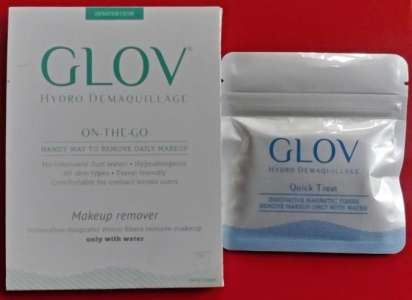 INNOVATION
GLOV®
HYDRO DEMAQUILLAGE
ON-THE-GO
HANDY WAY TO REMOVE DAILY MAKEUP
No cleansers! Just water • Hypoallergenic
All skin types • Travel friendly
Comfortable for contact lenses users
Makeup remover
Innovative magnetic micro fibers remove makeup
only with water
GLOV
HYDRO DEMAQUILLAGE
Quick Treat
INNOVATIVE MAGNETIC FIBERS
REMOVE MAKEUP ONLY WITH WATER